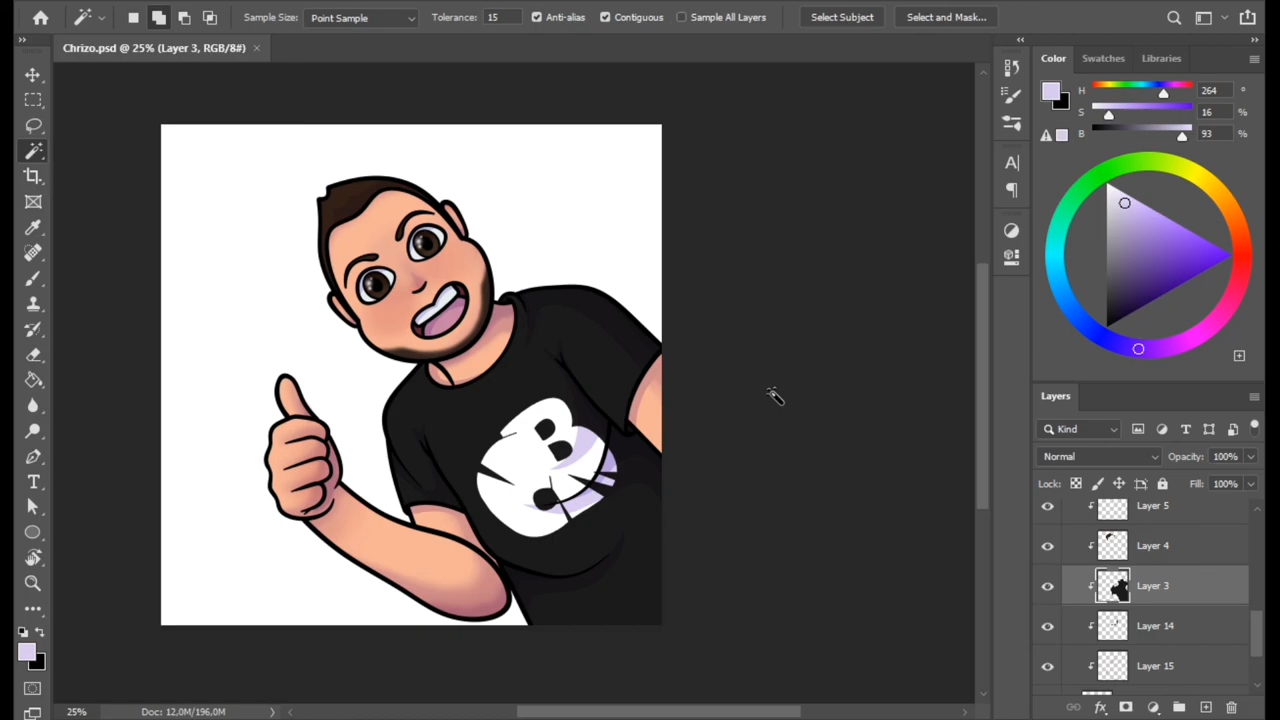 Sample Size: Point Sample Tolerance: 15 Anti-alias Contiguous Sample All Layers Select Subject Select and Mask...
Chrizo.psd @ 25% (Layer 3, RGB/8#) ×
Color Swatches Libraries
H 264 °
S 16 %
B 93 %
Layers
Kind
Normal Opacity: 100%
Lock: Fill: 100%
Layer 5
Layer 4
Layer 3
Layer 14
Layer 15
25% Doc: 12,0M/196,0M